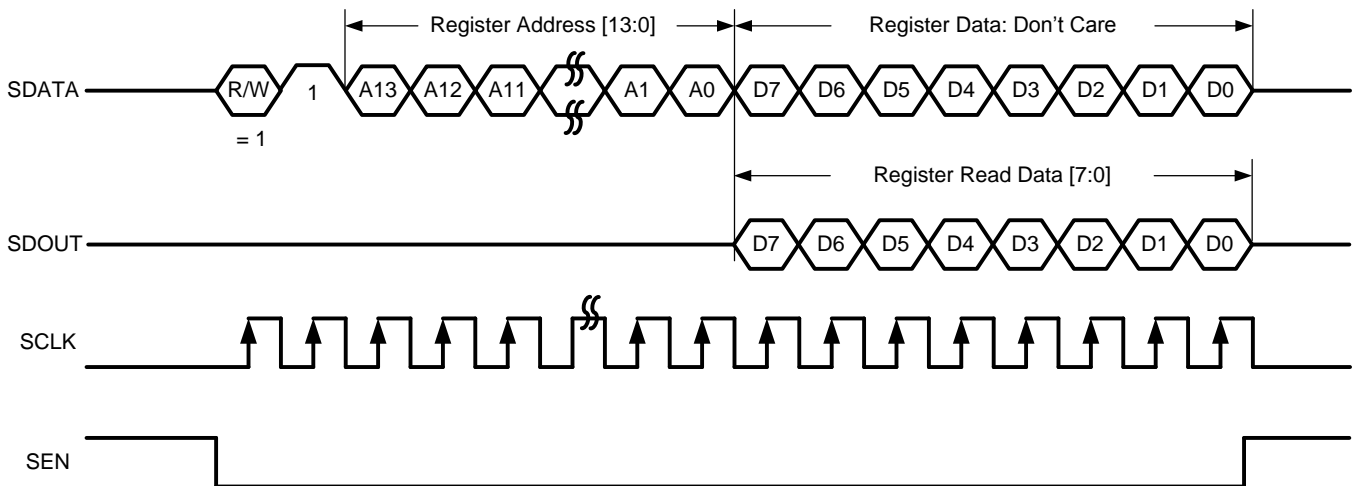 Register Address [13:0] Register Data: Don't Care
SDATA R/W 1 A13 A12 A11 A1 A0 D7 D6 D5 D4 D3 D2 D1 D0
= 1
Register Read Data [7:0]
SDOUT D7 D6 D5 D4 D3 D2 D1 D0
SCLK
SEN